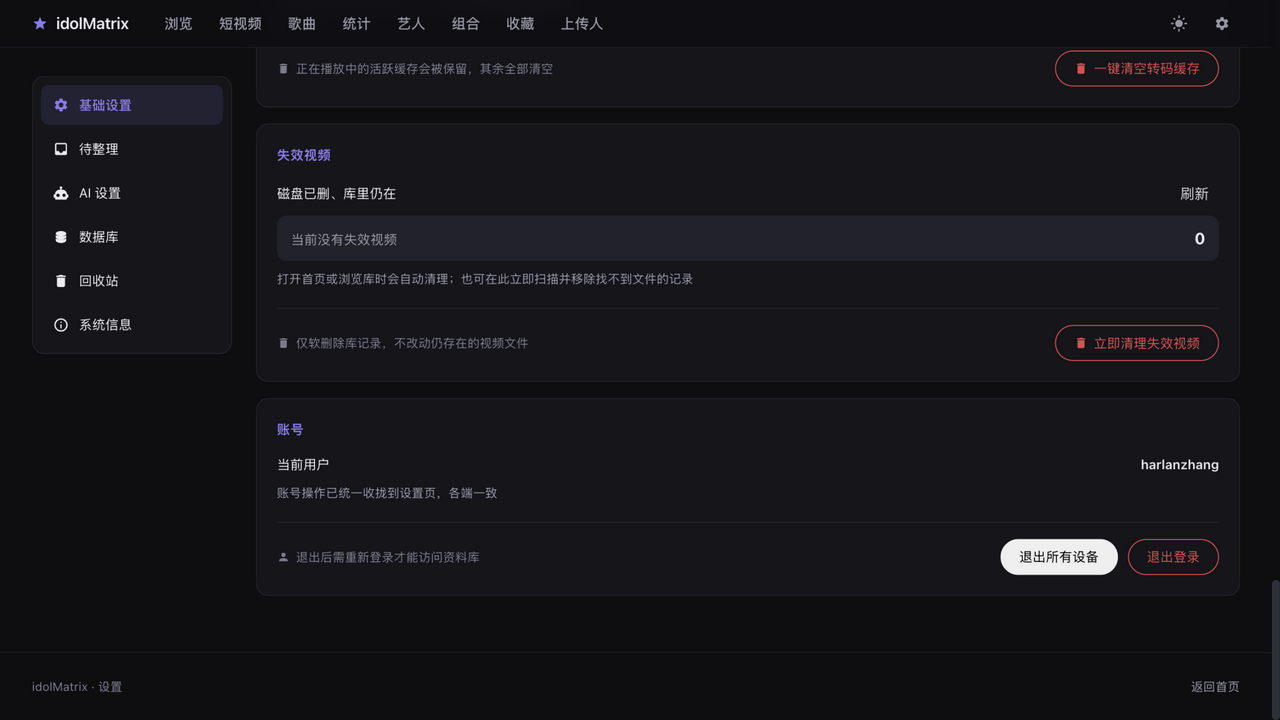 idolMatrix 浏览 短视频 歌曲 统计 艺人 组合 收藏 上传人
正在播放中的活跃缓存会被保留，其余全部清空 一键清空转码缓存
基础设置
待整理
AI 设置
数据库
回收站
系统信息
失效视频
磁盘已删、库里仍在 刷新
当前没有失效视频 0
打开首页或浏览库时会自动清理；也可在此立即扫描并移除找不到文件的记录
仅软删除库记录，不改动仍存在的视频文件 立即清理失效视频
账号
当前用户 harlanzhang
账号操作已统一收拢到设置页，各端一致
退出后需重新登录才能访问资料库 退出所有设备 退出登录
idolMatrix · 设置 返回首页